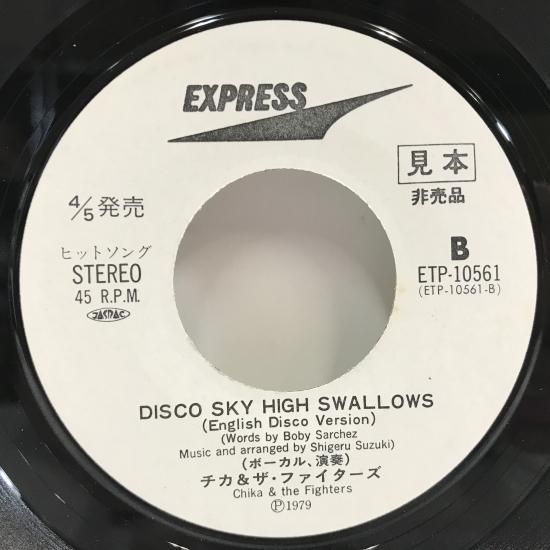 EXPRESS
見本
非売品
4/5発売
ヒットソング
STEREO
45 R.P.M.
JASRAC
B
ETP-10561
(ETP-10561-B)
DISCO SKY HIGH SWALLOWS
(English Disco Version)
(Words by Boby Sarchez
Music and arranged by Shigeru Suzuki)
(ボーカル、演奏)
チカ&ザ・ファイターズ
Chika & the Fighters
Ⓟ1979